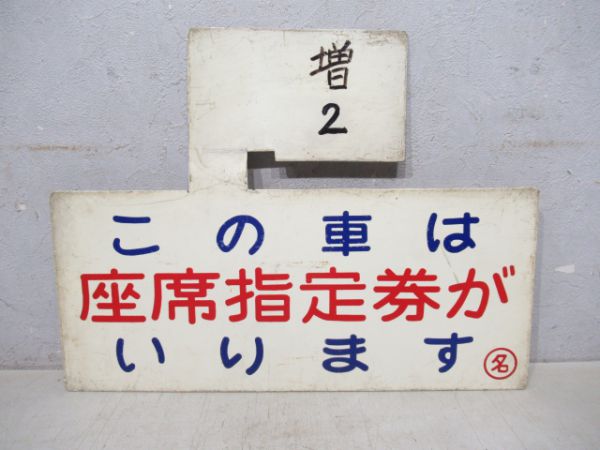 増
2
この車は
座席指定券が
いります
名